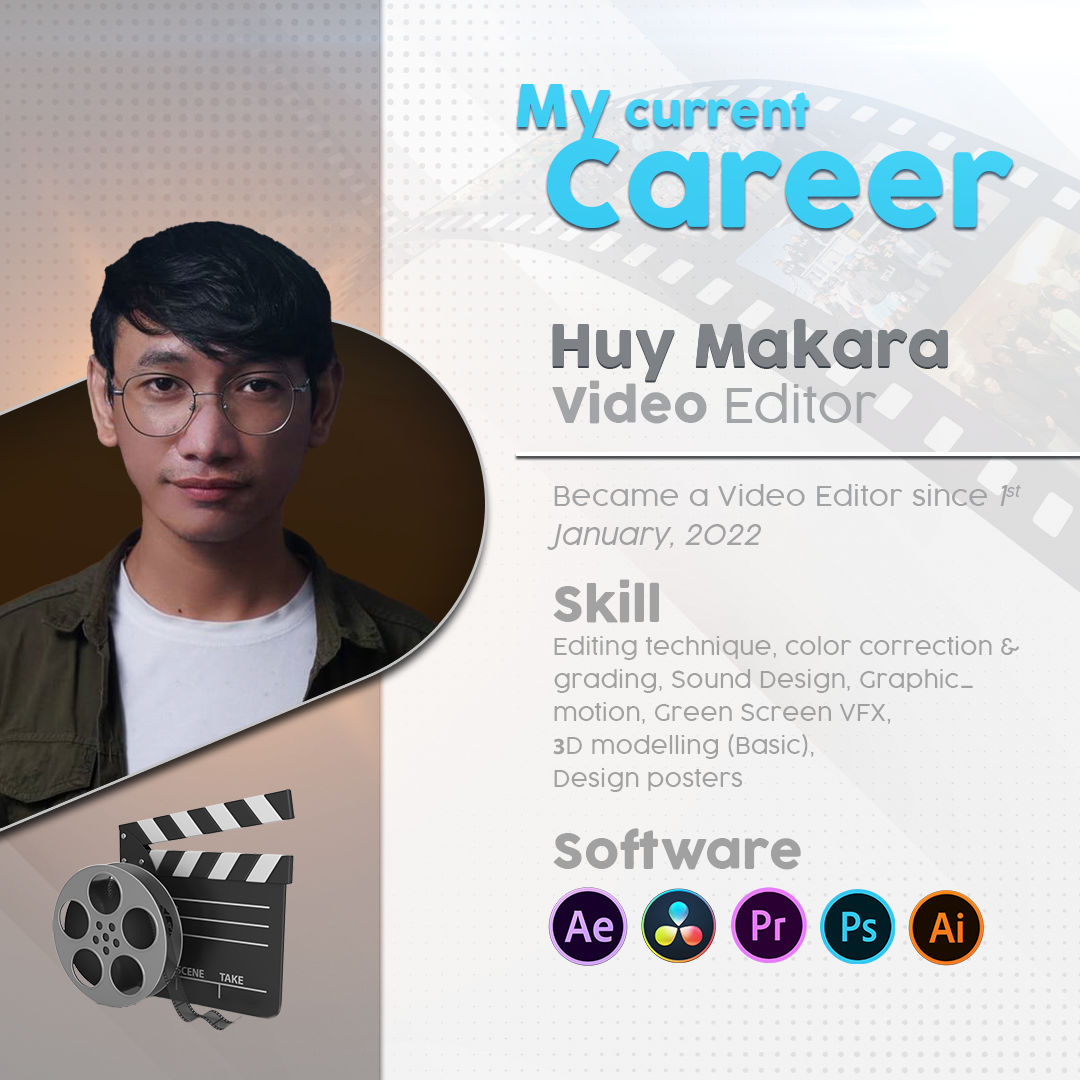 My current
Career
Huy Makara
Video Editor
Became a Video Editor since 1st
January, 2022
Skill
Editing technique, color correction &
grading, Sound Design, Graphic_
motion, Green Screen VFX,
3D modelling (Basic),
Design posters
Software
Ae Pr Ps Ai
SCENE TAKE